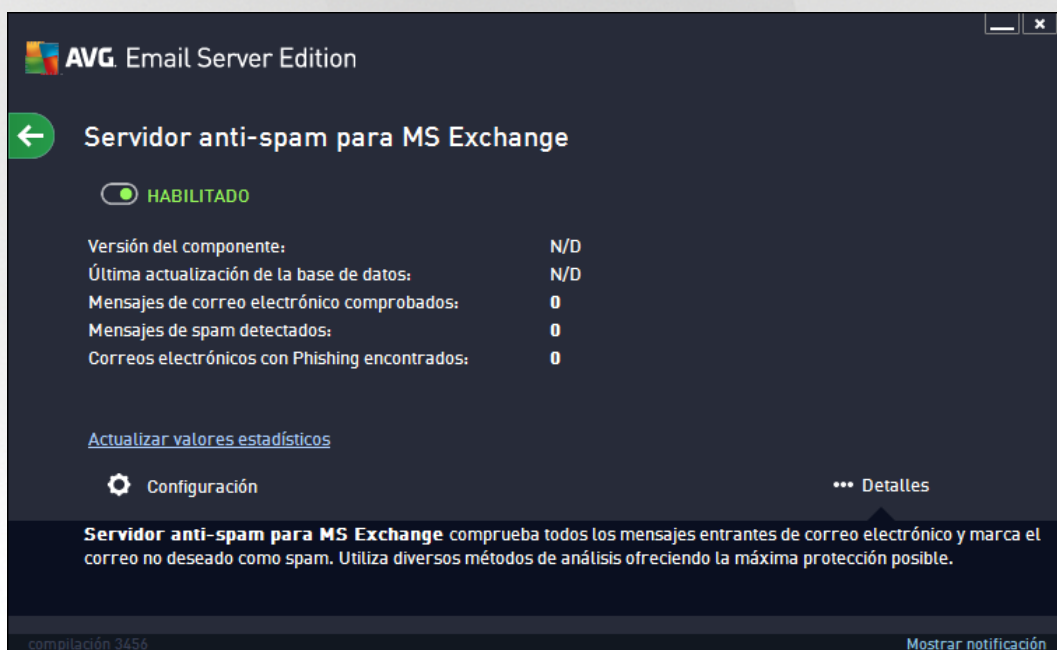 AVG. Email Server Edition
Servidor anti-spam para MS Exchange
HABILITADO
Versión del componente: N/D
Última actualización de la base de datos: N/D
Mensajes de correo electrónico comprobados: 0
Mensajes de spam detectados: 0
Correos electrónicos con Phishing encontrados: 0
Actualizar valores estadísticos
Configuración
••• Detalles
Servidor anti-spam para MS Exchange comprueba todos los mensajes entrantes de correo electrónico y marca el
correo no deseado como spam. Utiliza diversos métodos de análisis ofreciendo la máxima protección posible.
compilación 3456
Mostrar notificación